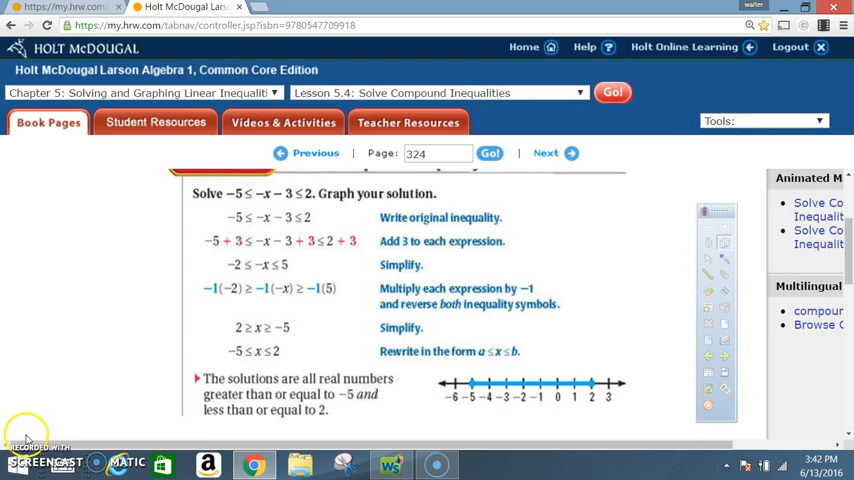 https://my.hrw.com/tabnav/cont
Holt McDougal Larson Al
walter
https://my.hrw.com/tabnav/controller.jsp?isbn=9780547709918
HOLT McDOUGAL
Home
Help
Holt Online Learning
Logout
Holt McDougal Larson Algebra 1, Common Core Edition
Chapter 5: Solving and Graphing Linear Inequaliti
Lesson 5.4: Solve Compound Inequalities
Go!
Book Pages
Student Resources
Videos & Activities
Teacher Resources
Tools:
Previous | Page: 324 Go! | Next
Animated M
Solve Co
Inequalit
Solve Co
Inequalit
Multilingual
compour
Browse C
Solve −5 ≤ −x − 3 ≤ 2. Graph your solution.
−5 ≤ −x − 3 ≤ 2 Write original inequality.
−5 + 3 ≤ −x − 3 + 3 ≤ 2 + 3 Add 3 to each expression.
−2 ≤ −x ≤ 5 Simplify.
−1(−2) ≥ −1(−x) ≥ −1(5) Multiply each expression by −1
and reverse both inequality symbols.
2 ≥ x ≥ −5 Simplify.
−5 ≤ x ≤ 2 Rewrite in the form a ≤ x ≤ b.
The solutions are all real numbers
greater than or equal to −5 and
less than or equal to 2.
−6 −5 −4 −3 −2 −1 0 1 2 3
RECORDED WITH
SCREENCAST MATIC
3:42 PM
6/13/2015